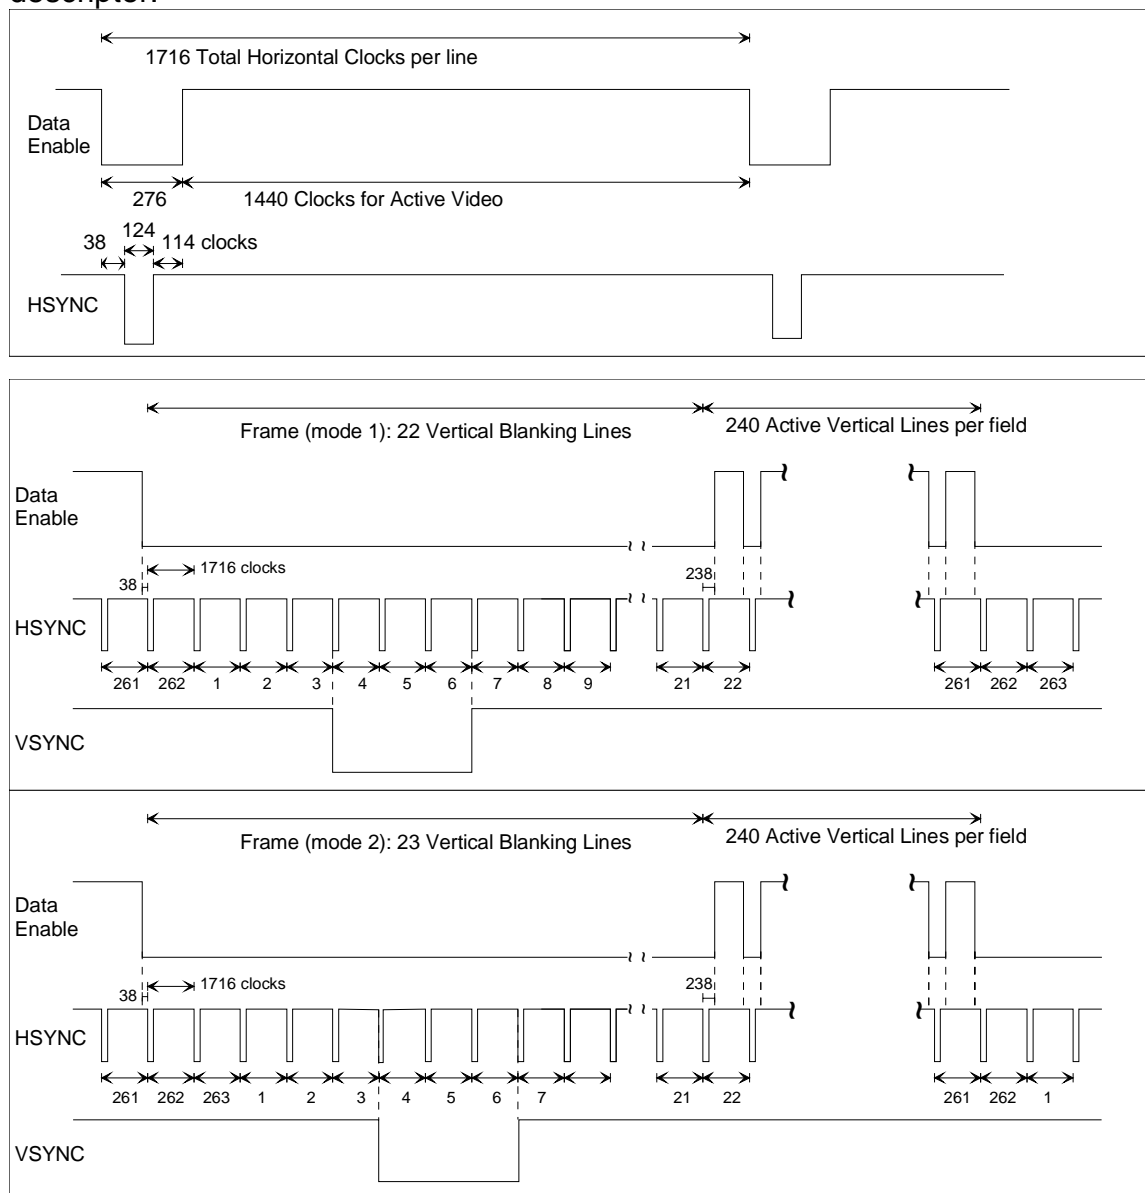 descriptor.
1716 Total Horizontal Clocks per line
Data
Enable
276
1440 Clocks for Active Video
124
38
114 clocks
HSYNC
Frame (mode 1): 22 Vertical Blanking Lines
240 Active Vertical Lines per field
Data
Enable
1716 clocks
38
238
HSYNC
261 262 1 2 3 4 5 6 7 8 9 21 22 261 262 263
VSYNC
Frame (mode 2): 23 Vertical Blanking Lines
240 Active Vertical Lines per field
Data
Enable
1716 clocks
38
238
HSYNC
261 262 263 1 2 3 4 5 6 7 21 22 261 262 1
VSYNC